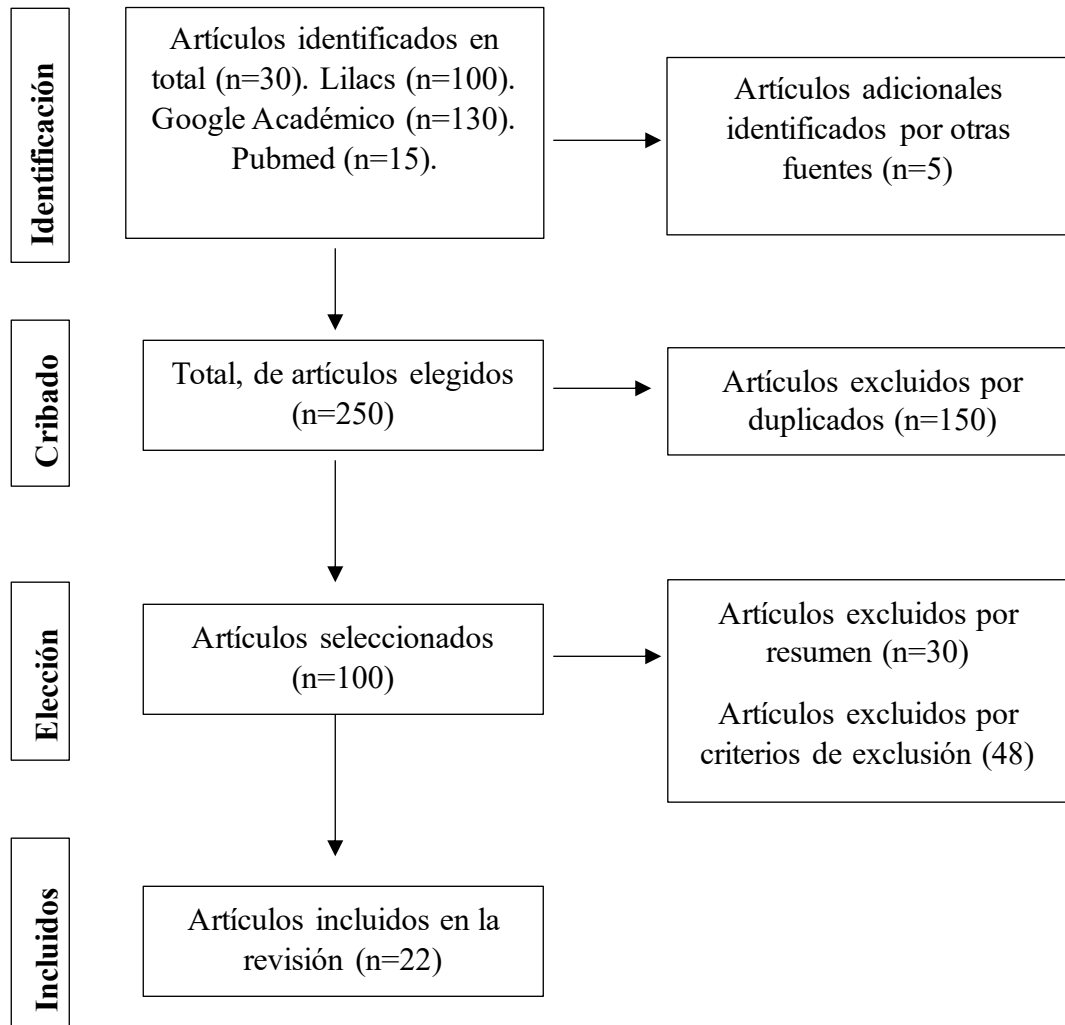 Identificación
Artículos identificados en
total (n=30). Lilacs (n=100).
Google Académico (n=130).
Pubmed (n=15).
Artículos adicionales
identificados por otras
fuentes (n=5)
Cribado
Total, de artículos elegidos
(n=250)
Artículos excluidos por
duplicados (n=150)
Elección
Artículos seleccionados
(n=100)
Artículos excluidos por
resumen (n=30)
Artículos excluidos por
criterios de exclusión (48)
Incluidos
Artículos incluidos en la
revisión (n=22)